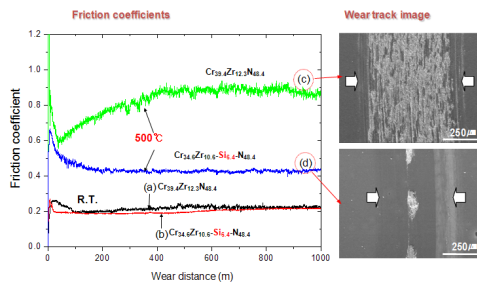 Friction coefficients
Wear track image
Friction coefficient
1.2
1.0
0.8
0.6
0.4
0.2
0
200
400
600
800
1000
Wear distance (m)
Cr39.4Zr12.3N48.4
(c)
500℃
Cr34.6Zr10.6-Si6.4-N48.4
(d)
R.T.
(a) Cr39.4Zr12.3N48.4
(b) Cr34.6Zr10.6-Si6.4-N48.4
250㎛
250㎛